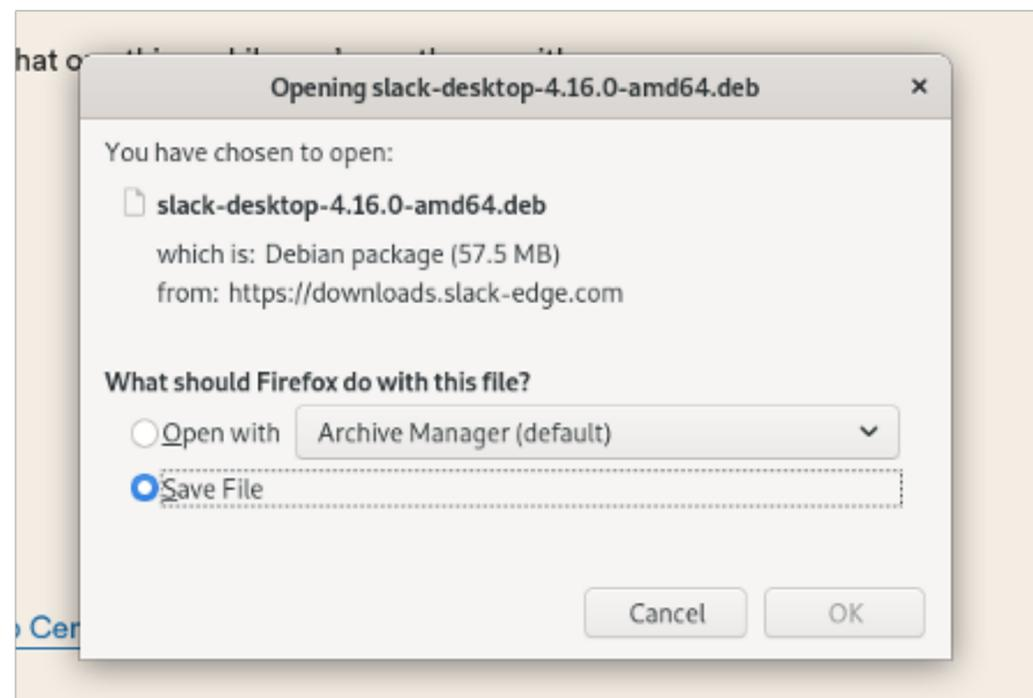 hat o
Opening slack-desktop-4.16.0-amd64.deb
You have chosen to open:
slack-desktop-4.16.0-amd64.deb
which is: Debian package (57.5 MB)
from: https://downloads.slack-edge.com
What should Firefox do with this file?
Open with Archive Manager (default)
Save File
Cancel OK
Cer